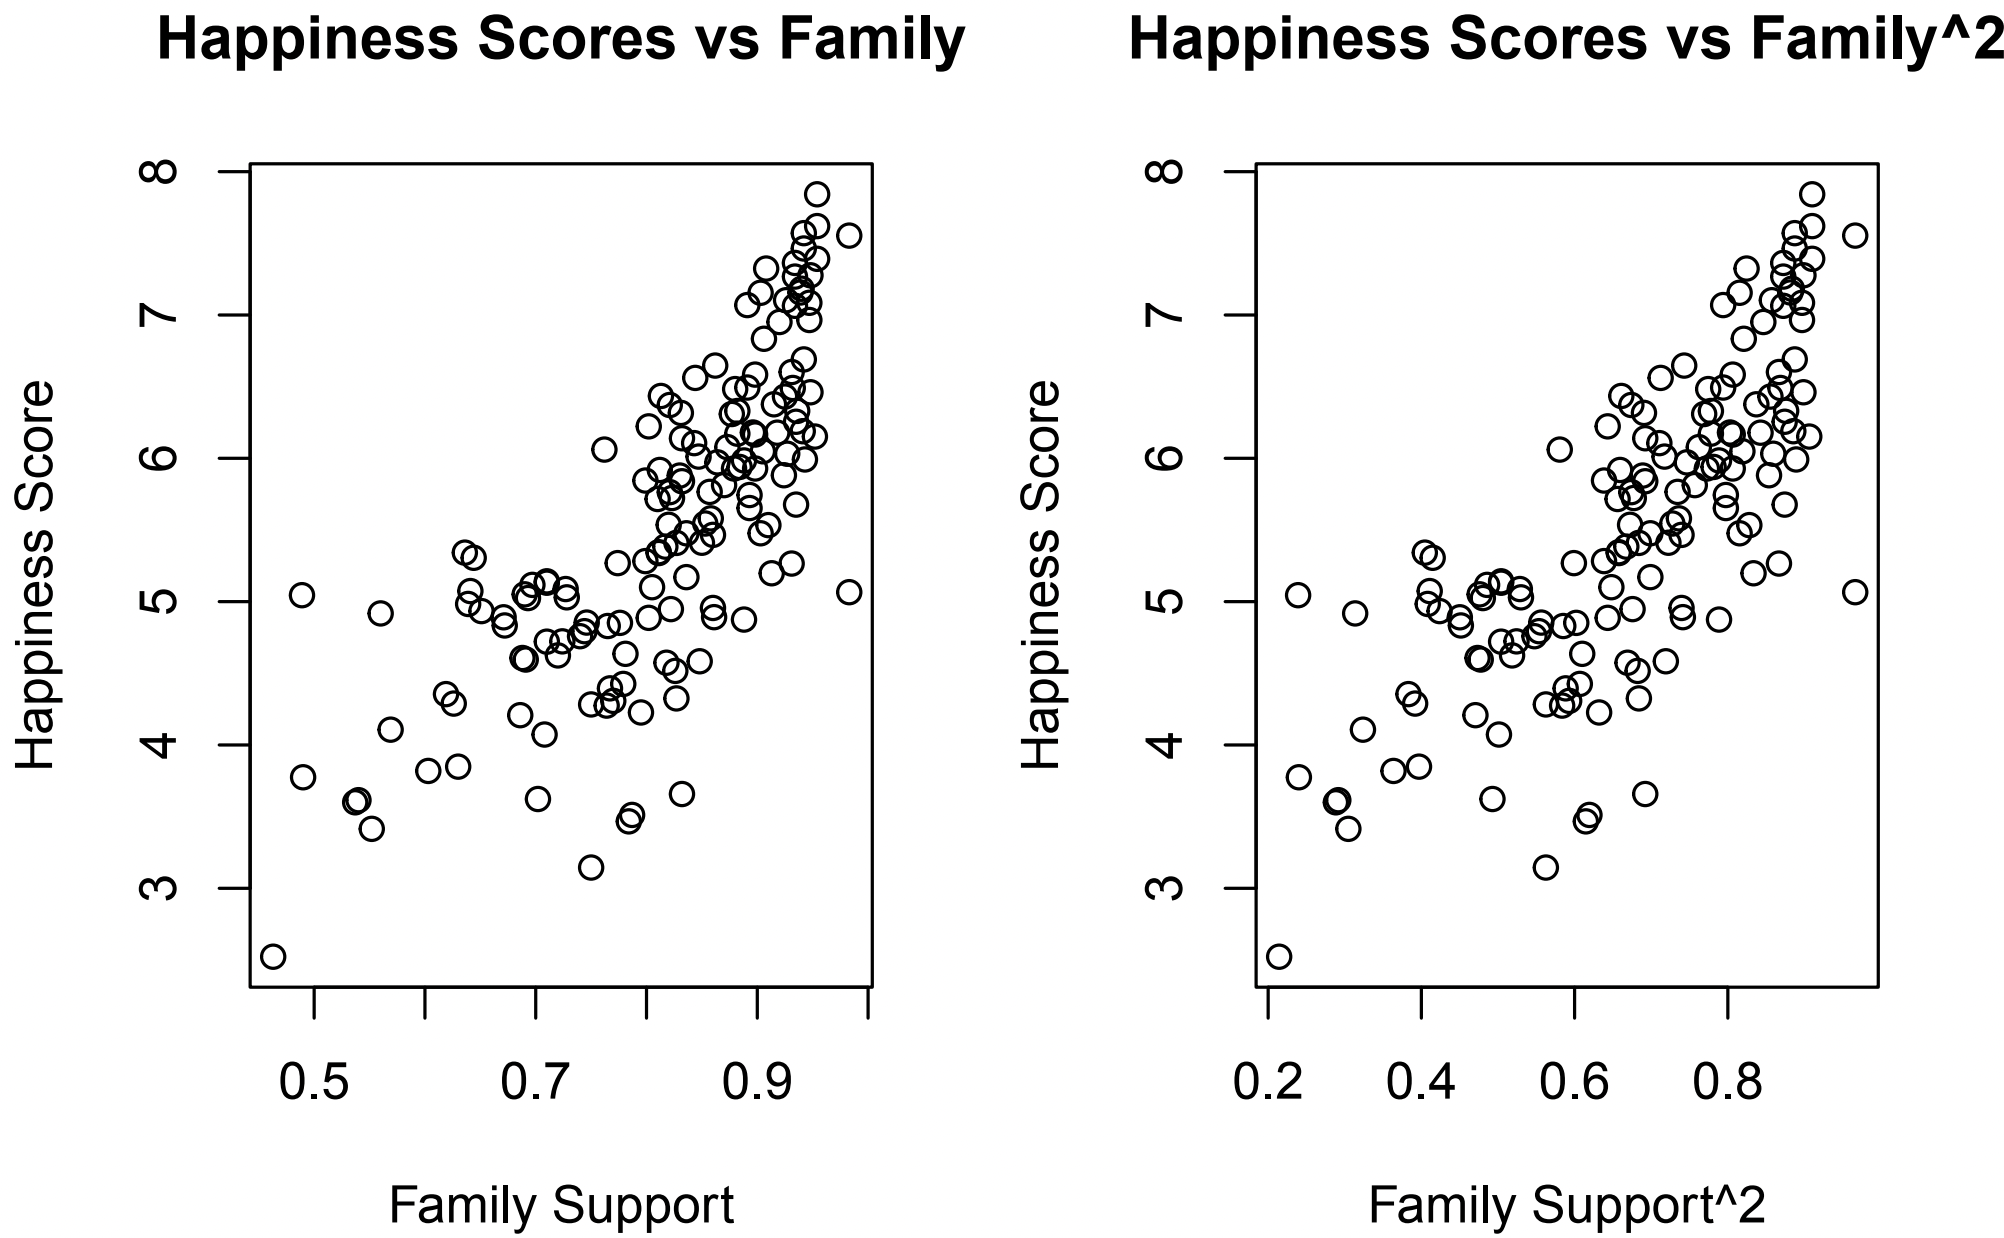 Happiness Scores vs Family
Happiness Score
8
7
6
5
4
3
0.5 0.7 0.9
Family Support
Happiness Scores vs Family^2
Happiness Score
8
7
6
5
4
3
0.2 0.4 0.6 0.8
Family Support^2